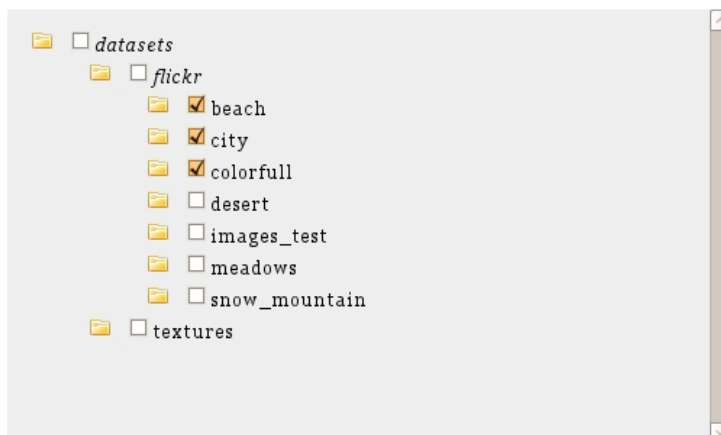 datasets
flickr
beach
city
colorfull
desert
images_test
meadows
snow_mountain
textures